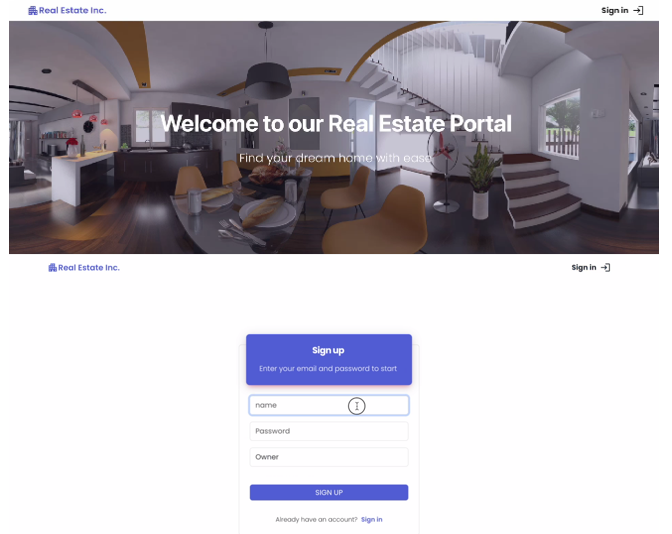 Real Estate Inc.
Sign in
Welcome to our Real Estate Portal
Find your dream home with ease
Real Estate Inc.
Sign in
Sign up
Enter your email and password to start
name
Password
Owner
SIGN UP
Already have an account? Sign in